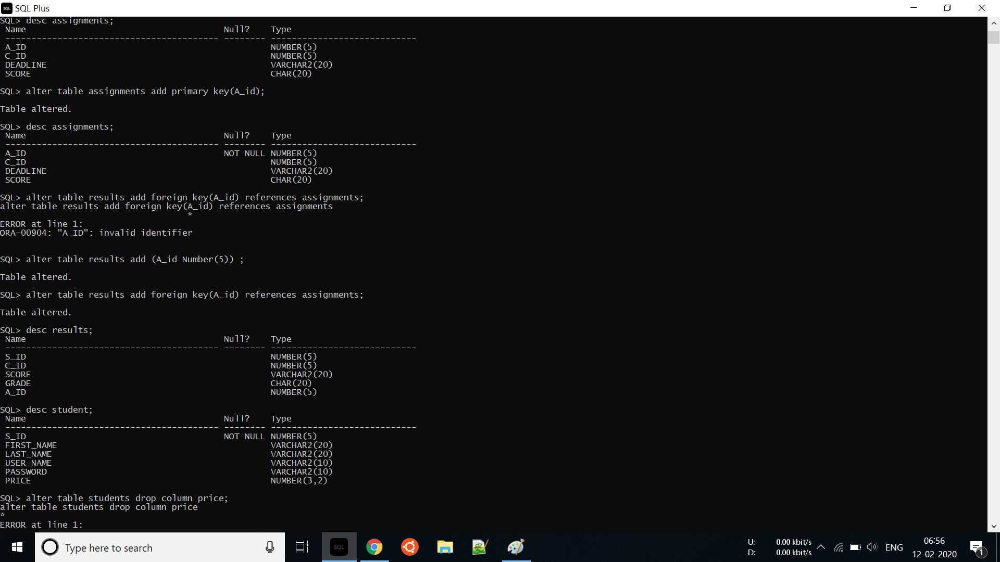 SQL Plus
SQL> desc assignments;
 Name                                      Null?    Type
 ----------------------------------------- -------- ----------------------------
 A_ID                                               NUMBER(5)
 C_ID                                               NUMBER(5)
 DEADLINE                                           VARCHAR2(20)
 SCORE                                              CHAR(20)
SQL> alter table assignments add primary key(A_id);
Table altered.
SQL> desc assignments;
 Name                                      Null?    Type
 ----------------------------------------- -------- ----------------------------
 A_ID                                      NOT NULL NUMBER(5)
 C_ID                                               NUMBER(5)
 DEADLINE                                           VARCHAR2(20)
 SCORE                                              CHAR(20)
SQL> alter table results add foreign key(A_id) references assignments;
alter table results add foreign key(A_id) references assignments
                                    *
ERROR at line 1:
ORA-00904: "A_ID": invalid identifier
SQL> alter table results add (A_id Number(5)) ;
Table altered.
SQL> alter table results add foreign key(A_id) references assignments;
Table altered.
SQL> desc results;
 Name                                      Null?    Type
 ----------------------------------------- -------- ----------------------------
 S_ID                                               NUMBER(5)
 C_ID                                               NUMBER(5)
 SCORE                                              VARCHAR2(20)
 GRADE                                              CHAR(20)
 A_ID                                               NUMBER(5)
SQL> desc student;
 Name                                      Null?    Type
 ----------------------------------------- -------- ----------------------------
 S_ID                                      NOT NULL NUMBER(5)
 FIRST_NAME                                         VARCHAR2(20)
 LAST_NAME                                          VARCHAR2(20)
 USER_NAME                                          VARCHAR2(10)
 PASSWORD                                           VARCHAR2(10)
 PRICE                                              NUMBER(3,2)
SQL> alter table students drop column price;
alter table students drop column price
*
ERROR at line 1:
Type here to search
SQL
U: 0.00 kbit/s
D: 0.00 kbit/s
ENG
06:56
12-02-2020
1